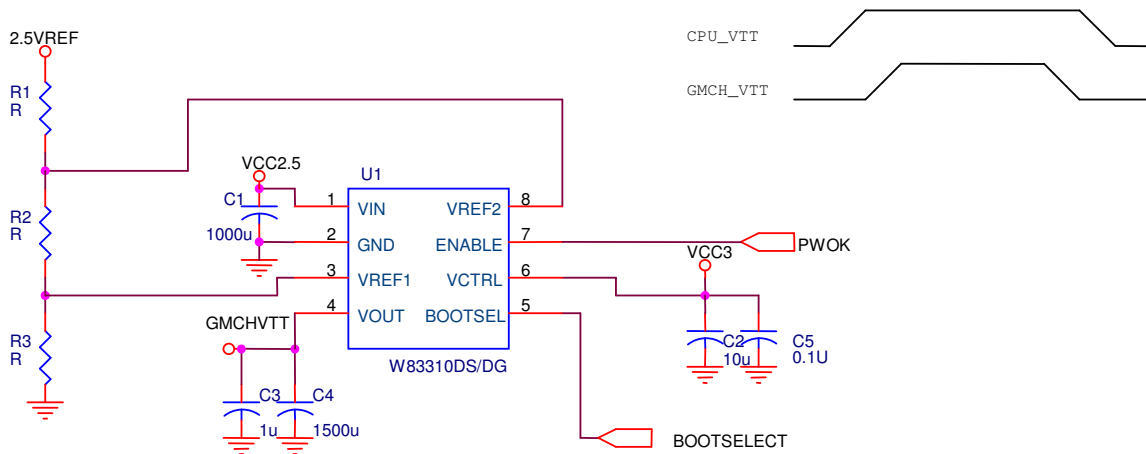 2.5VREF
CPU_VTT
GMCH_VTT
R1
R
VCC2.5
U1
C1
1000u
1 VIN
VREF2 8
R2
R
2 GND
ENABLE 7
PWOK
VCC3
3 VREF1
VCTRL 6
4 VOUT
BOOTSEL 5
GMCHVTT
R3
R
C2
10u
C5
0.1U
W83310DS/DG
C3
1u
C4
1500u
BOOTSELECT